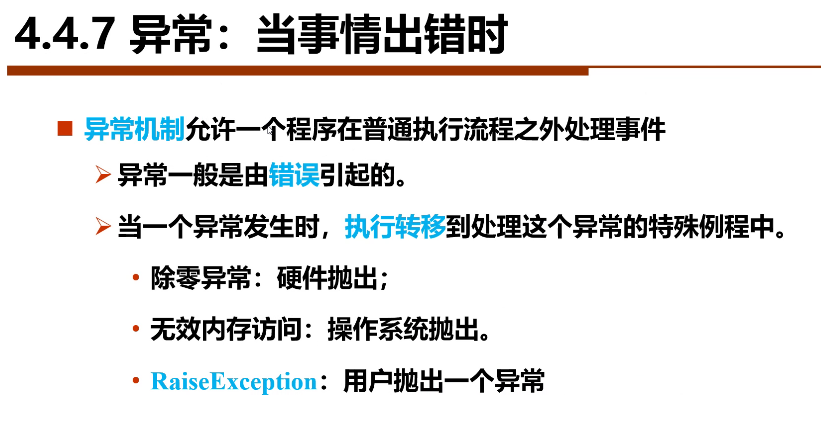 4.4.7 异常：当事情出错时
异常机制允许一个程序在普通执行流程之外处理事件
异常一般是由错误引起的。
当一个异常发生时，执行转移到处理这个异常的特殊例程中。
除零异常：硬件抛出；
无效内存访问：操作系统抛出。
RaiseException：用户抛出一个异常